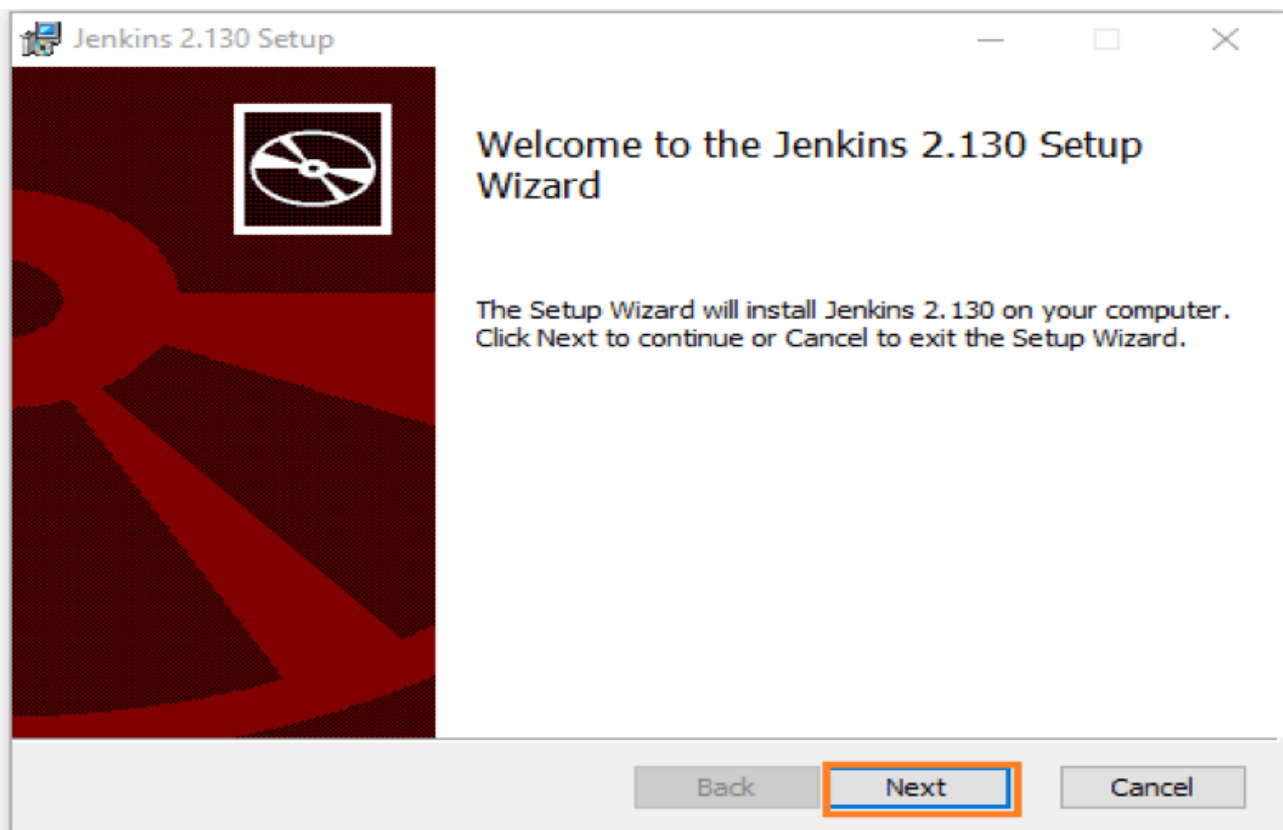 Jenkins 2.130 Setup
Welcome to the Jenkins 2.130 Setup
Wizard
The Setup Wizard will install Jenkins 2.130 on your computer.
Click Next to continue or Cancel to exit the Setup Wizard.
Back Next Cancel